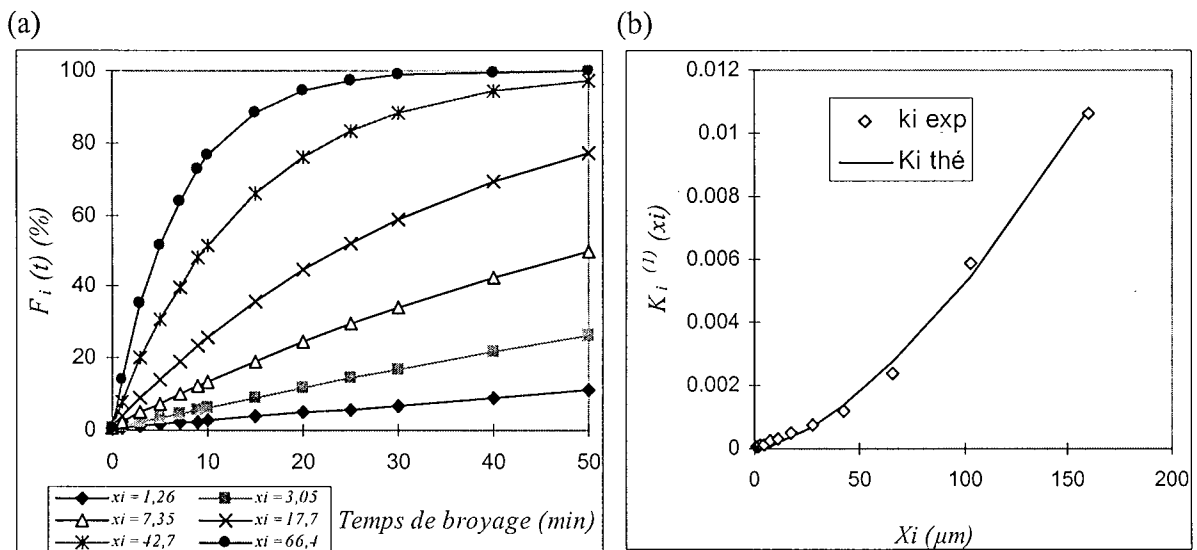 (a)
100
80
60
40
20
0
F i (t) (%)
0 10 20 30 40 50
Temps de broyage (min)
xi = 1,26 xi = 3,05
xi = 7,35 xi = 17,7
xi = 42,7 xi = 66,4
(b)
0.012
0.01
0.008
0.006
0.004
0.002
0
K i (1) (xi)
ki exp
Ki thé
0 50 100 150 200
Xi (µm)